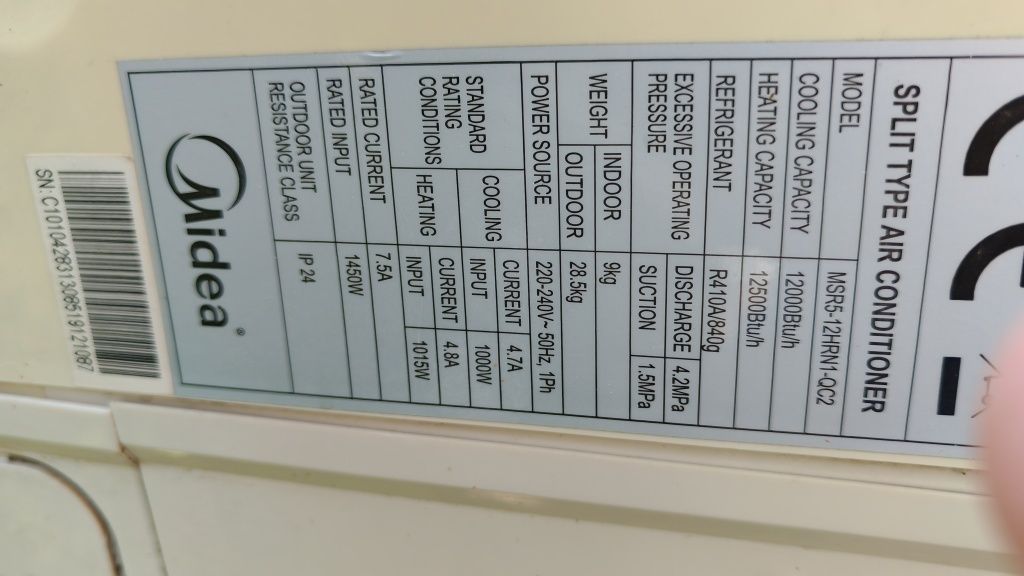 CE
SPLIT TYPE AIR CONDITIONER
MODEL MSR5-12HRN1-QC2
COOLING CAPACITY 12000Btu/h
HEATING CAPACITY 12500Btu/h
REFRIGERANT R410A/840g
EXCESSIVE OPERATING PRESSURE DISCHARGE 4.2MPa
SUCTION 1.5MPa
WEIGHT INDOOR 9kg
OUTDOOR 28.5kg
POWER SOURCE 220-240V~ 50Hz, 1Ph
STANDARD RATING CONDITIONS COOLING CURRENT 4.7A
INPUT 1000W
HEATING CURRENT 4.8A
INPUT 1015W
RATED CURRENT 7.5A
RATED INPUT 1450W
OUTDOOR UNIT RESISTANCE CLASS IP 24
Midea®